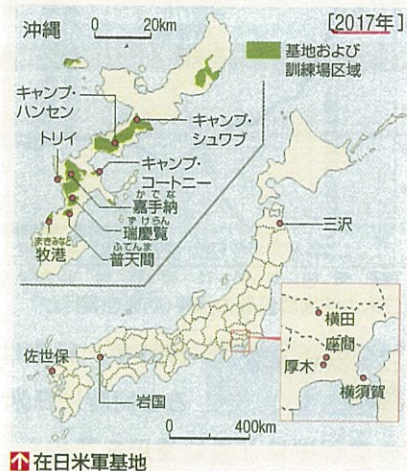 沖縄
0 20km
[2017年]
基地および
訓練場区域
キャンプ・
ハンセン
キャンプ・
シュワブ
トリイ
キャンプ・
コートニー
かでな
嘉手納
ずけらん
瑞慶覧
まきみなと
牧港
ふてんま
普天間
三沢
横田
座間
厚木
横須賀
佐世保
岩国
0 400km
在日米軍基地